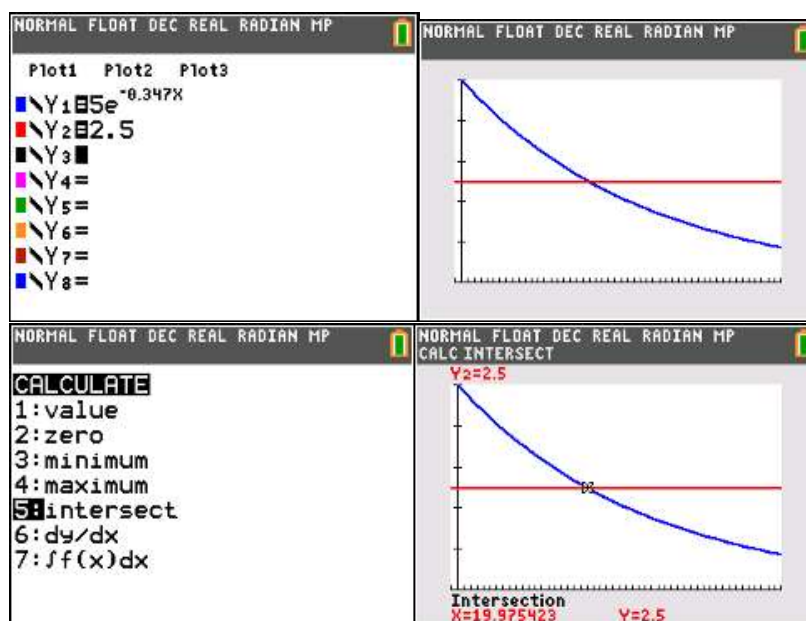 NORMAL FLOAT DEC REAL RADIAN MP
Plot1 Plot2 Plot3
\Y1=5e^-0.347X
\Y2=2.5
\Y3=
\Y4=
\Y5=
\Y6=
\Y7=
\Y8=
NORMAL FLOAT DEC REAL RADIAN MP
NORMAL FLOAT DEC REAL RADIAN MP
CALCULATE
1:value
2:zero
3:minimum
4:maximum
5:intersect
6:dy/dx
7:∫f(x)dx
NORMAL FLOAT DEC REAL RADIAN MP
CALC INTERSECT
Y2=2.5
Intersection
X=19.975423 Y=2.5